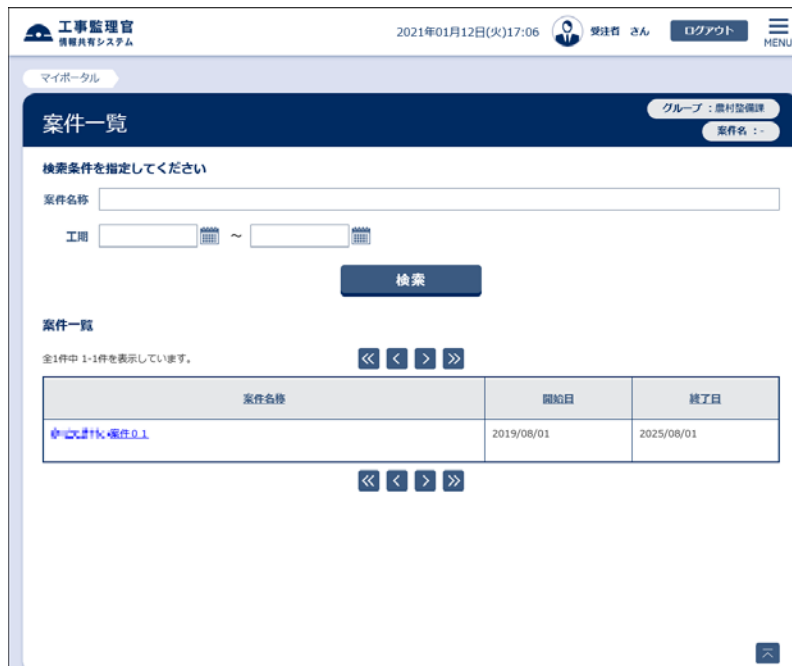 工事監理官
情報共有システム
2021年01月12日(火)17:06
受注者 さん
ログアウト
MENU
マイポータル
案件一覧
グループ：農村整備課
案件名：-
検索条件を指定してください
案件名称
工期
～
検索
案件一覧
全1件中 1-1件を表示しています。
案件名称 開始日 終了日
案件０１ 2019/08/01 2025/08/01